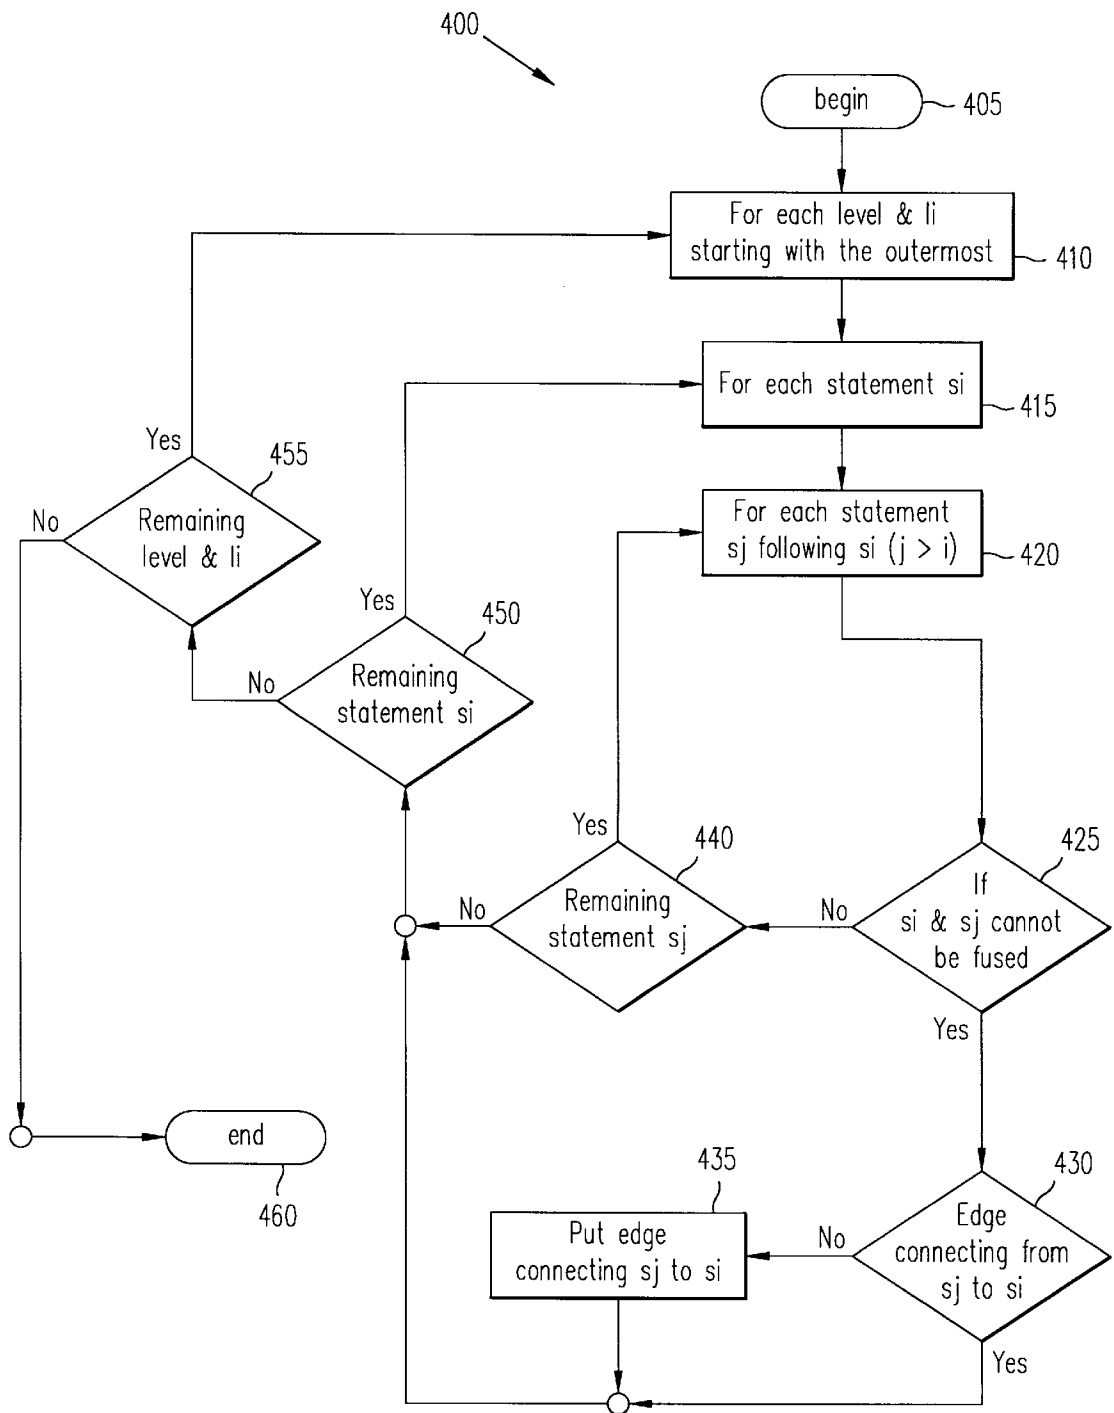 400
begin
405
For each level & li
starting with the outermost
410
For each statement si
415
Yes
455
No
Remaining
level & li
For each statement
sj following si (j > i)
420
Yes
450
No
Remaining
statement si
Yes
440
No
Remaining
statement sj
425
No
If
si & sj cannot
be fused
Yes
end
460
435
Put edge
connecting sj to si
430
No
Edge
connecting from
sj to si
Yes